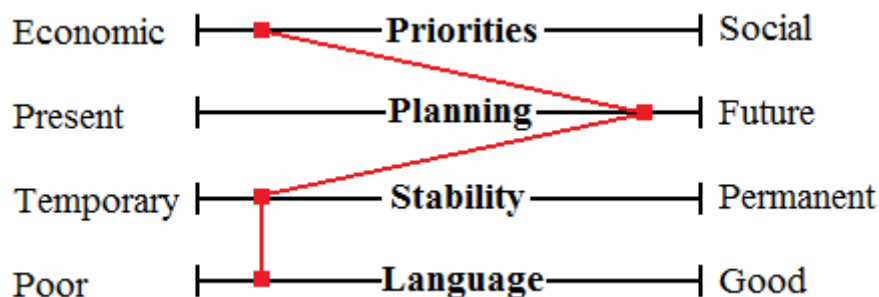 Economic Priorities Social
Present Planning Future
Temporary Stability Permanent
Poor Language Good